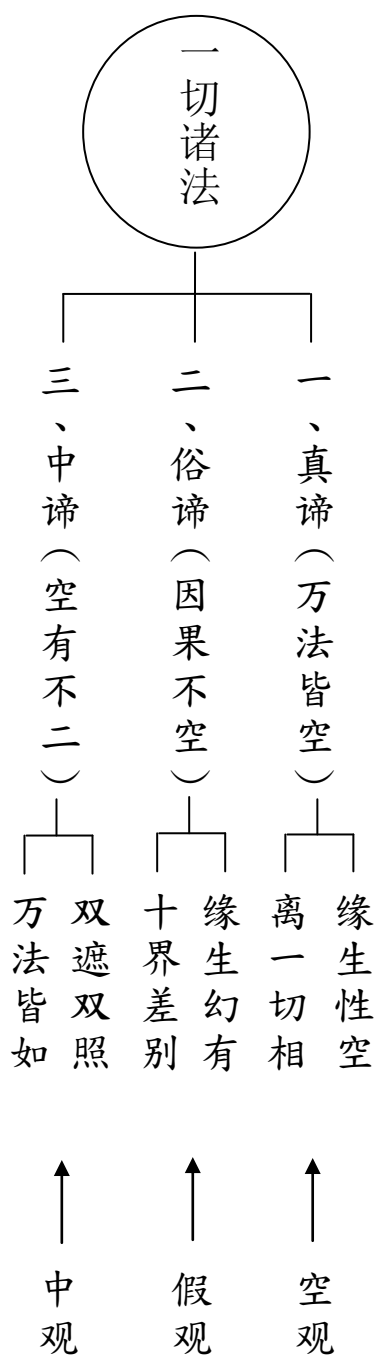 一切诸法
一、真谛（万法皆空）
二、俗谛（因果不空）
三、中谛（空有不二）
缘生性空
离一切相
缘生幻有
十界差别
双遮双照
万法皆如
空观
假观
中观